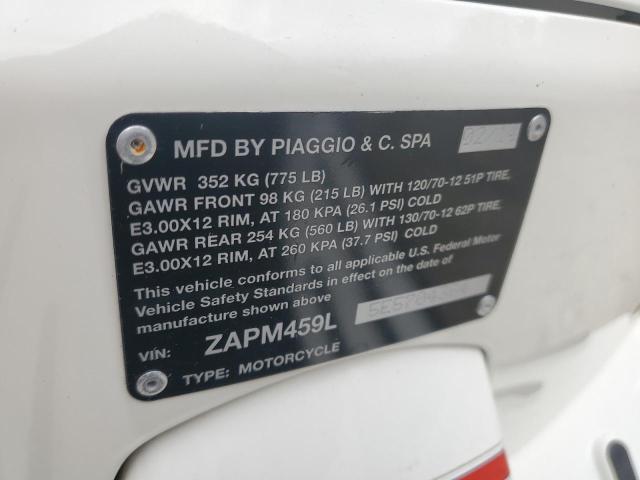 MFD BY PIAGGIO & C. SPA
GVWR 352 KG (775 LB)
GAWR FRONT 98 KG (215 LB) WITH 120/70-12 51P TIRE,
E3.00X12 RIM, AT 180 KPA (26.1 PSI) COLD
GAWR REAR 254 KG (560 LB) WITH 130/70-12 62P TIRE,
E3.00X12 RIM, AT 260 KPA (37.7 PSI) COLD
This vehicle conforms to all applicable U.S. Federal Motor
Vehicle Safety Standards in effect on the date of
manufacture shown above
VIN: ZAPM459L
TYPE: MOTORCYCLE